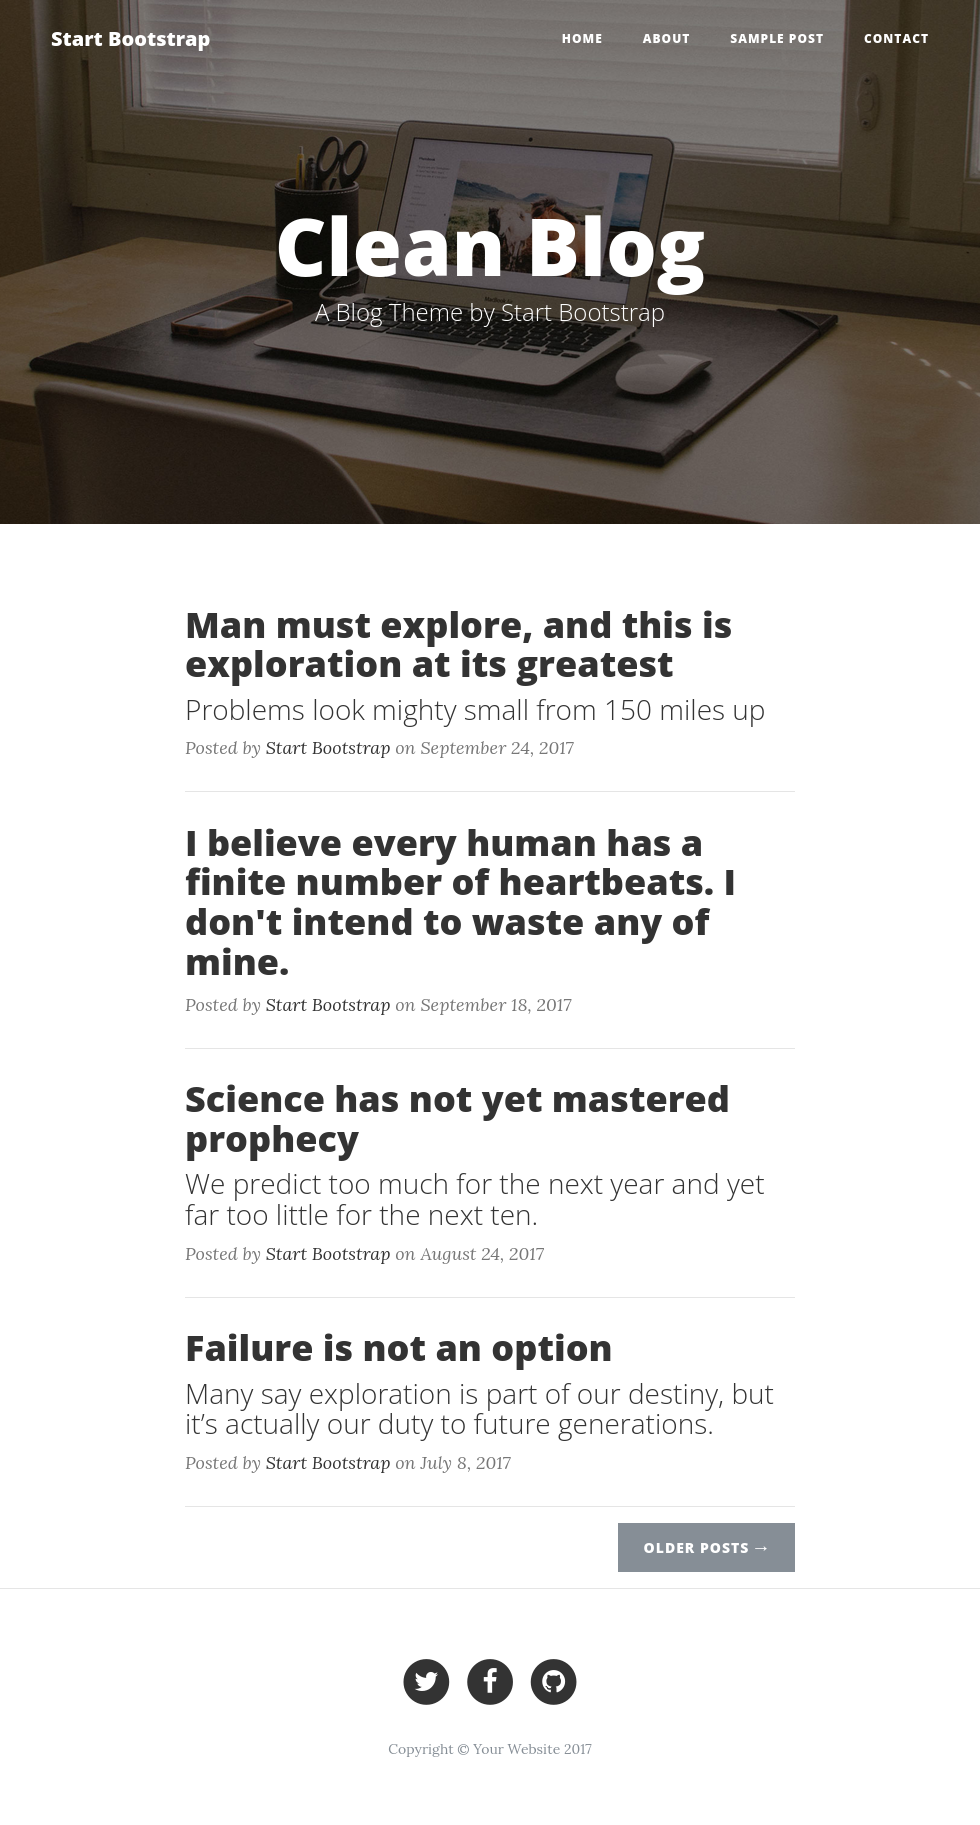 Start Bootstrap
HOME
ABOUT
SAMPLE POST
CONTACT
Clean Blog
A Blog Theme by Start Bootstrap
Man must explore, and this is
exploration at its greatest
Problems look mighty small from 150 miles up
Posted by Start Bootstrap on September 24, 2017
I believe every human has a
finite number of heartbeats. I
don't intend to waste any of
mine.
Posted by Start Bootstrap on September 18, 2017
Science has not yet mastered
prophecy
We predict too much for the next year and yet
far too little for the next ten.
Posted by Start Bootstrap on August 24, 2017
Failure is not an option
Many say exploration is part of our destiny, but
it’s actually our duty to future generations.
Posted by Start Bootstrap on July 8, 2017
OLDER POSTS →
Copyright © Your Website 2017